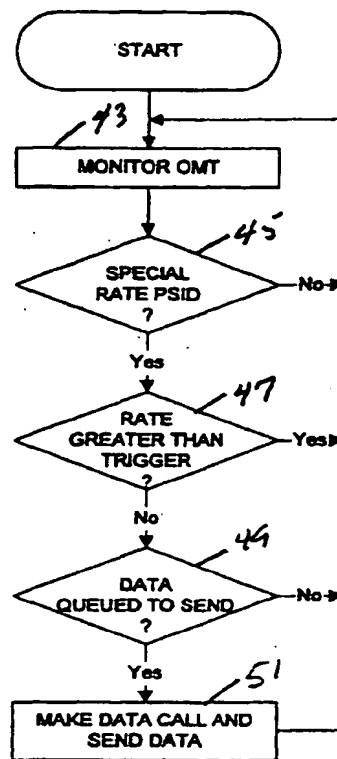 START
43
MONITOR OMT
45
SPECIAL
RATE PSID
?
No
Yes
47
RATE
GREATER THAN
TRIGGER
?
Yes
No
49
DATA
QUEUED TO SEND
?
No
Yes
51
MAKE DATA CALL AND
SEND DATA